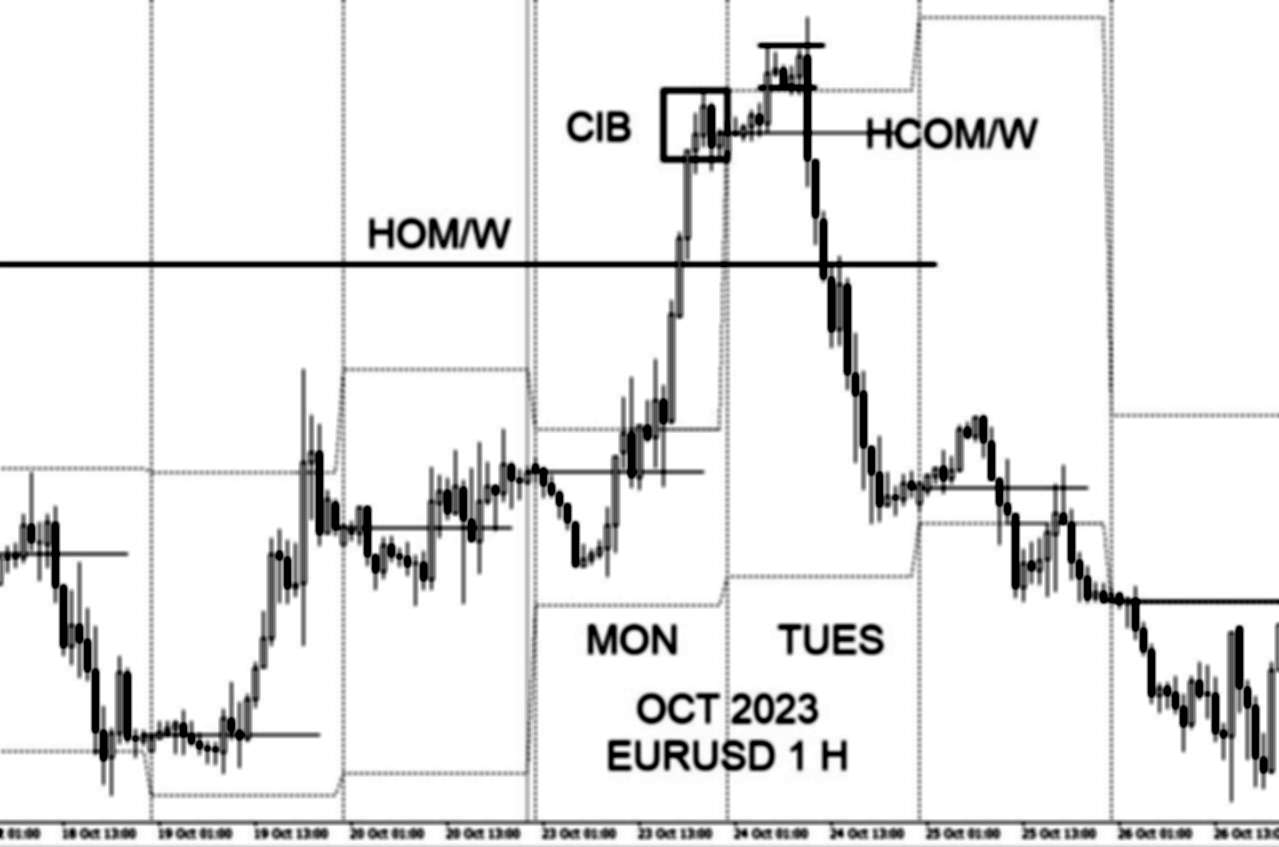 CIB
HCOM/W
HOM/W
MON
TUES
OCT 2023
EURUSD 1 H
01:00
18 Oct 13:00
19 Oct 01:00
19 Oct 13:00
20 Oct 01:00
20 Oct 13:00
23 Oct 01:00
23 Oct 13:00
24 Oct 01:00
24 Oct 13:00
25 Oct 01:00
25 Oct 13:00
26 Oct 01:00
26 Oct